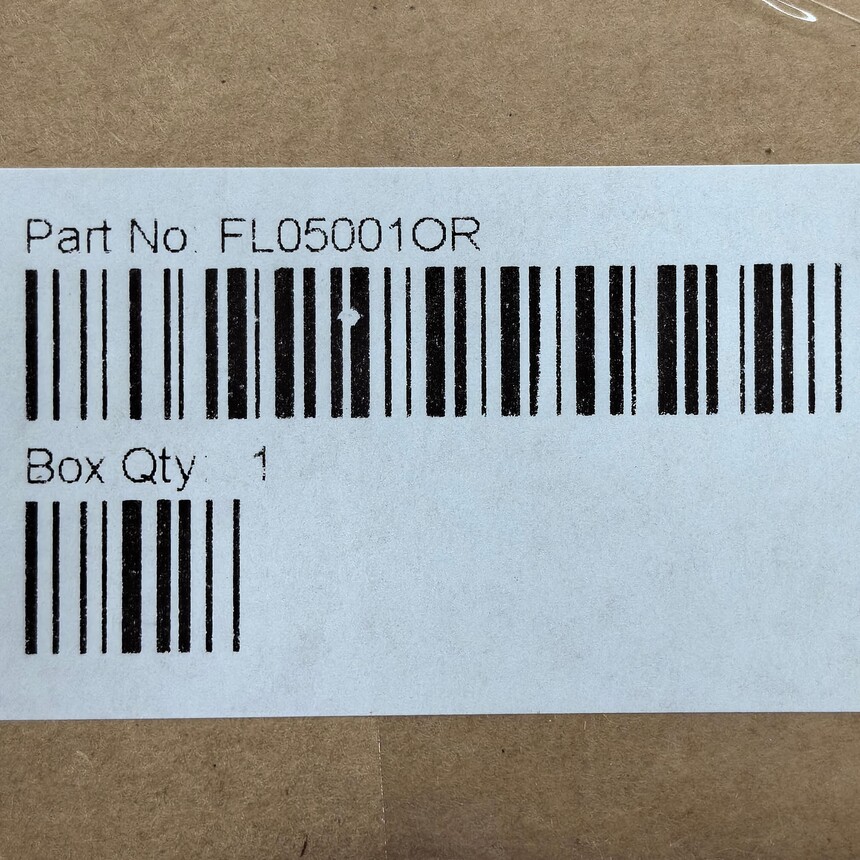 Part No: FL05001OR
Box Qty: 1